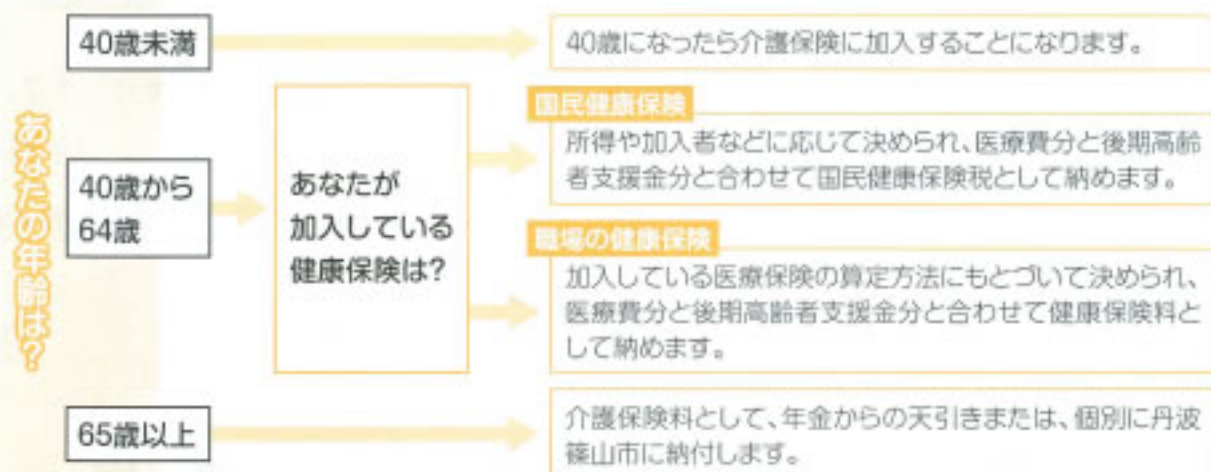 あなたの年齢は?
40歳未満
40歳になったら介護保険に加入することになります。
40歳から
64歳
あなたが
加入している
健康保険は?
国民健康保険
所得や加入者などに応じて決められ、医療費分と後期高齢
者支援金分と合わせて国民健康保険税として納めます。
職場の健康保険
加入している医療保険の算定方法にもとづいて決められ、
医療費分と後期高齢者支援金分と合わせて健康保険料と
して納めます。
65歳以上
介護保険料として、年金からの天引きまたは、個別に丹波
篠山市に納付します。